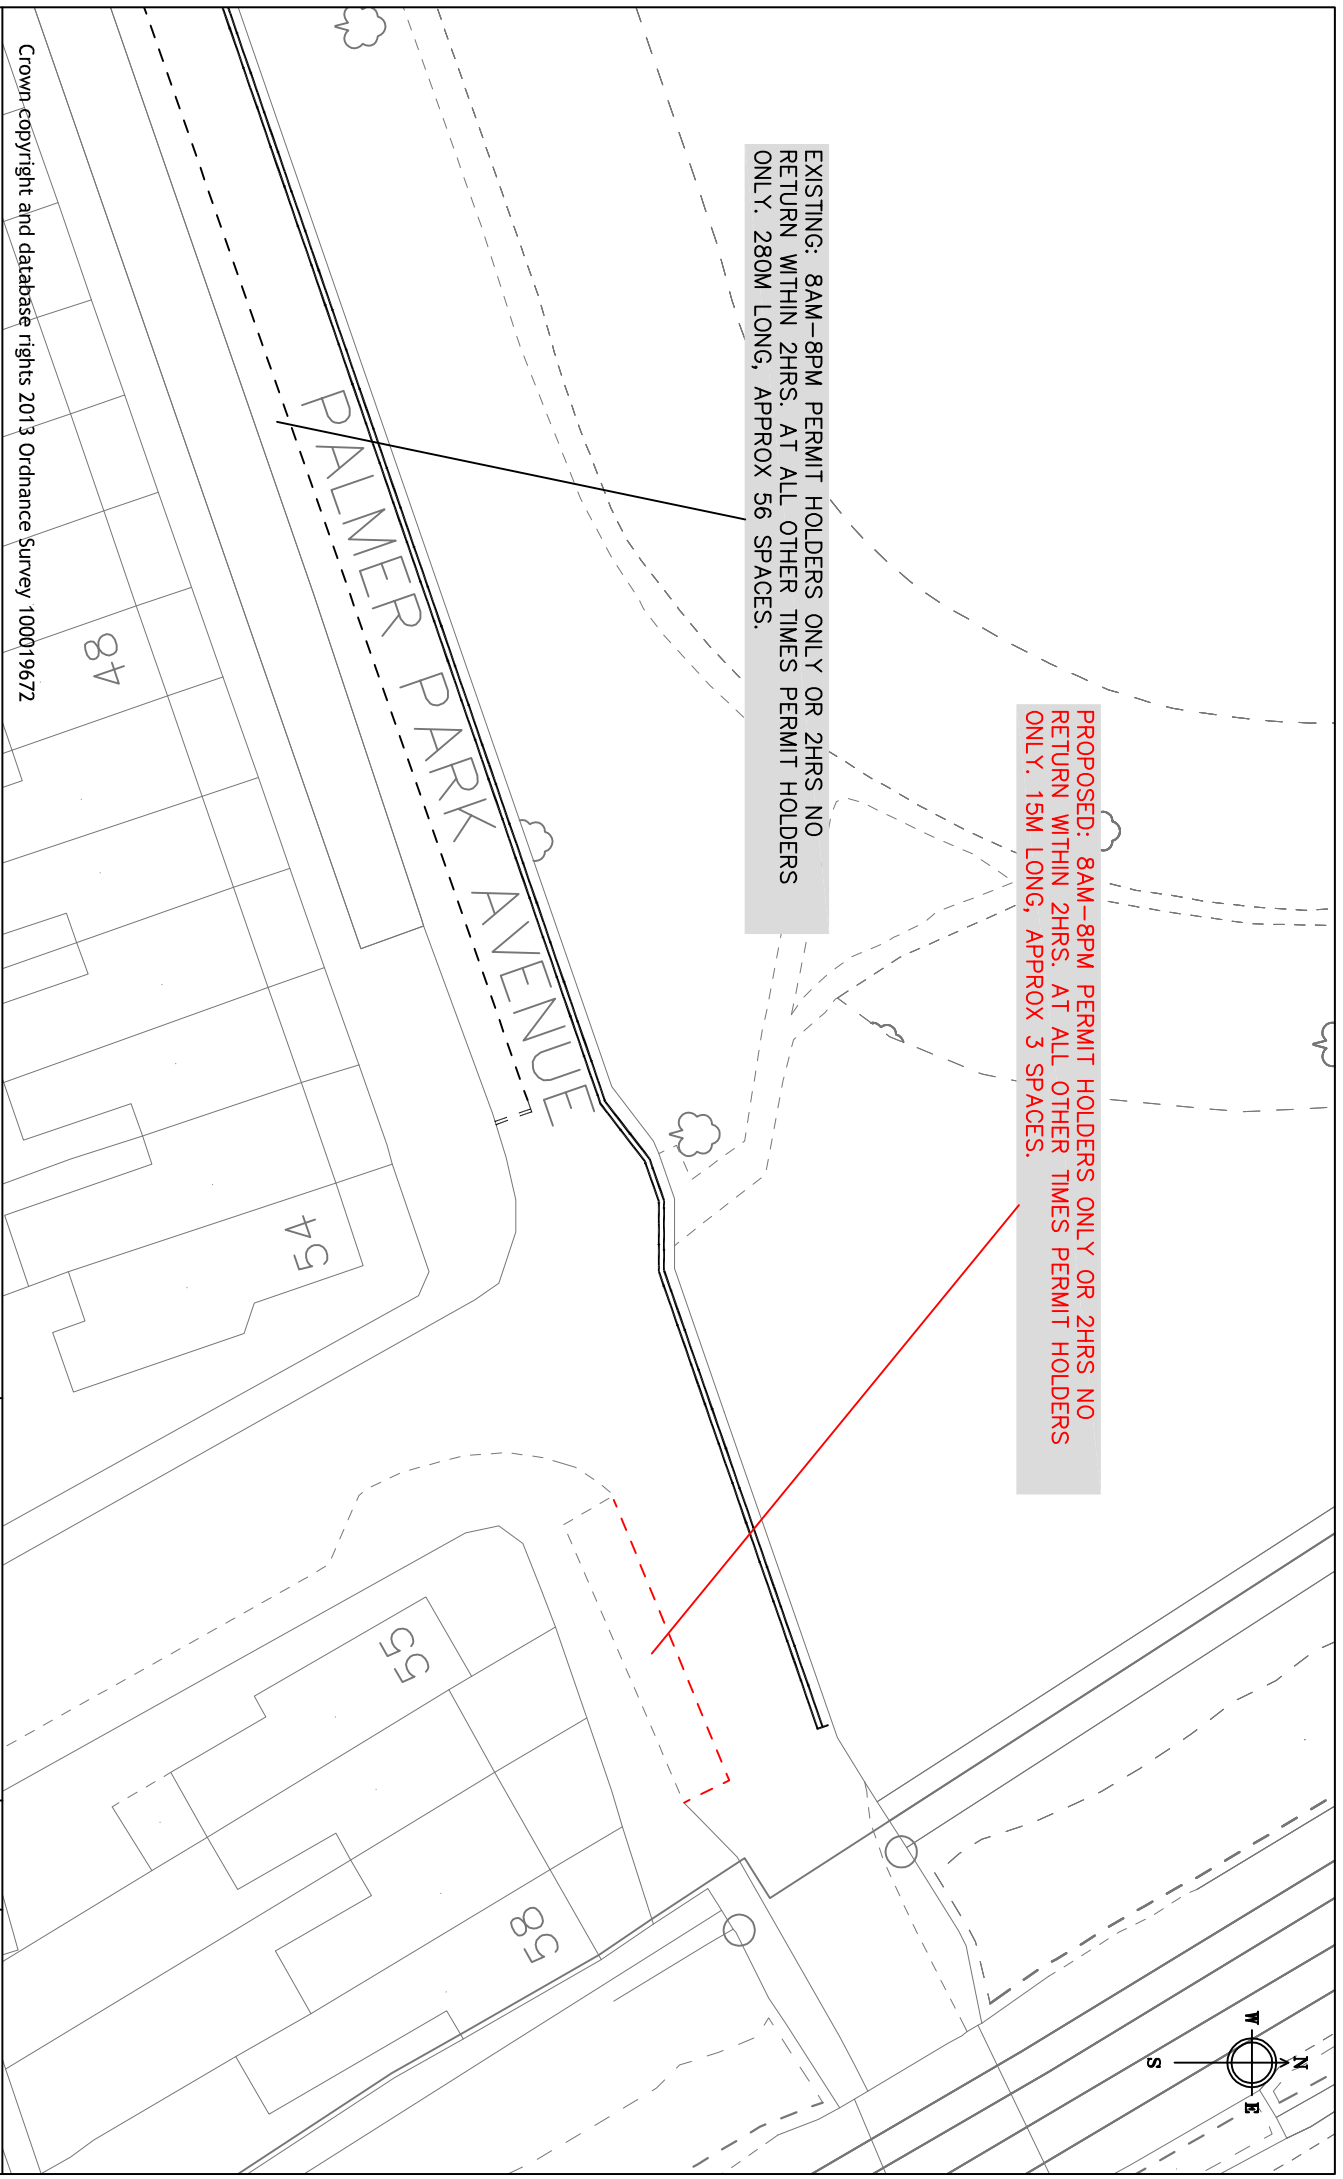 EXISTING: 8AM-8PM PERMIT HOLDERS ONLY OR 2HRS NO
RETURN WITHIN 2HRS. AT ALL OTHER TIMES PERMIT HOLDERS
ONLY. 280M LONG, APPROX 56 SPACES.
PROPOSED: 8AM-8PM PERMIT HOLDERS ONLY OR 2HRS NO
RETURN WITHIN 2HRS. AT ALL OTHER TIMES PERMIT HOLDERS
ONLY. 15M LONG, APPROX 3 SPACES.
N
W
E
S
PALMER PARK AVENUE
48
54
55
58
Crown copyright and database rights 2013 Ordnance Survey 100019672